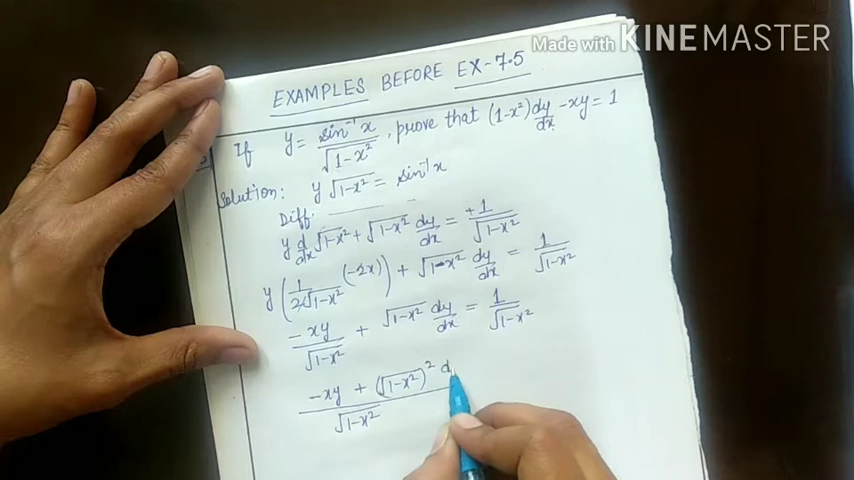 Made with KINEMASTER
EXAMPLES BEFORE EX-7.5
If y = sin⁻¹x / √(1-x²), prove that (1-x²) dy/dx - xy = 1
Solution: y √(1-x²) = sin⁻¹x
Diff.
y d/dx √(1-x²) + √(1-x²) dy/dx = +1/√(1-x²)
y (1/(2√(1-x²)) (-2x)) + √(1-x²) dy/dx = 1/√(1-x²)
-xy/√(1-x²) + √(1-x²) dy/dx = 1/√(1-x²)
-xy + (√(1-x²))² d / √(1-x²)